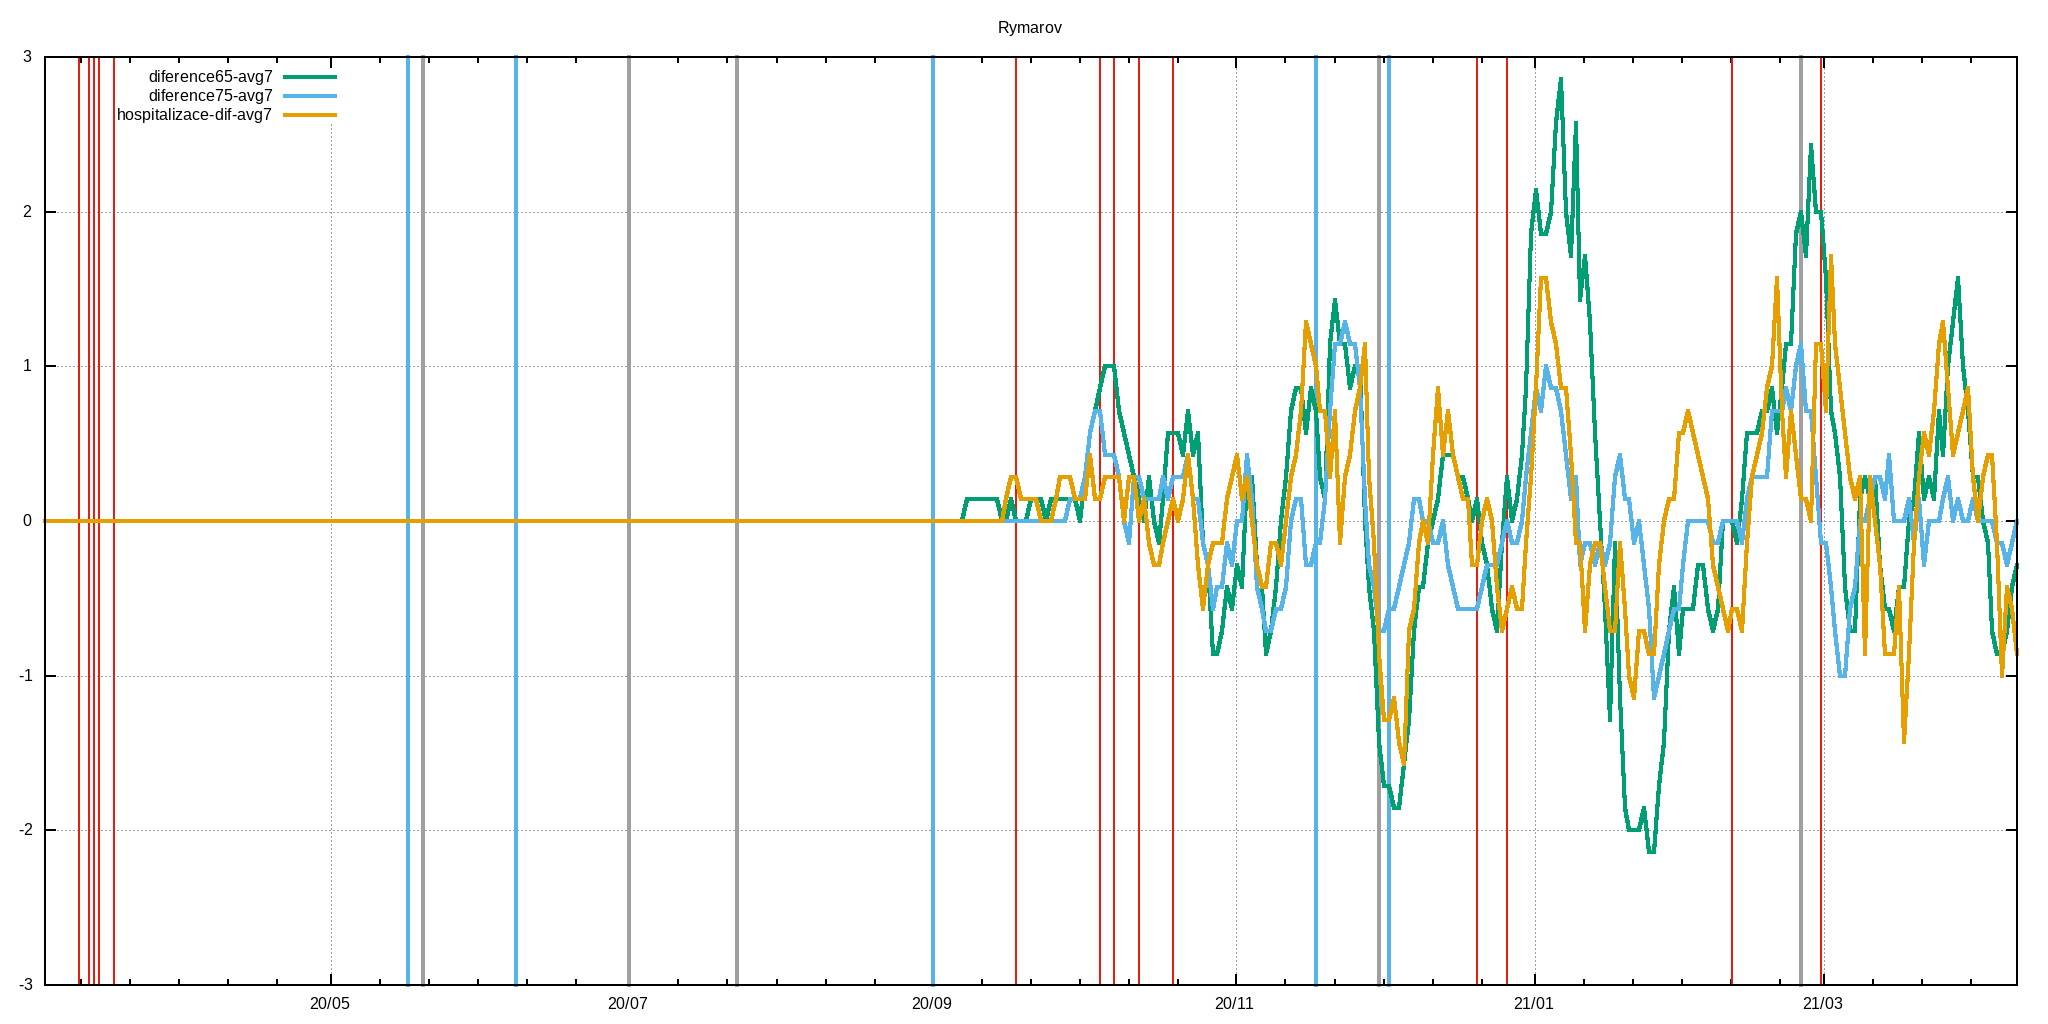 Rymarov
3
diference65-avg7
diference75-avg7
hospitalizace-dif-avg7
2
1
0
-1
-2
-3
20/05 20/07 20/09 20/11 21/01 21/03